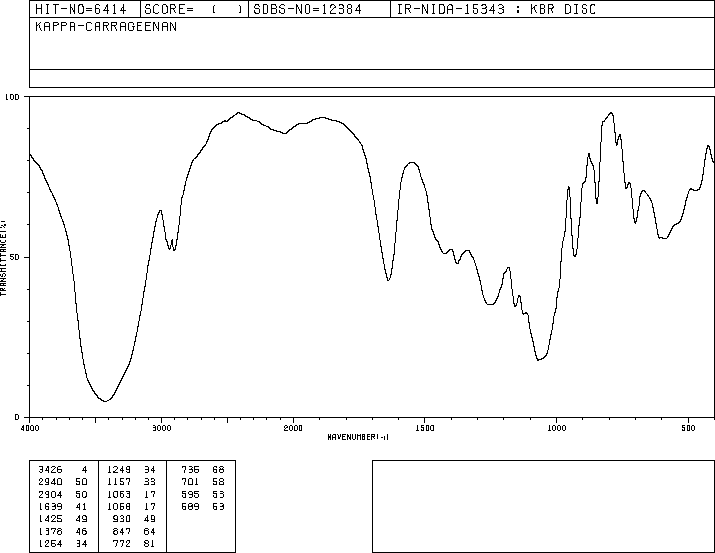 HIT-NO=6414 SCORE= ( ) SDBS-NO=12384 IR-NIDA-15343 : KBR DISC
KAPPA-CARRAGEENAN
100
50
0
TRANSMITTANCE(%)
4000 3000 2000 1500 1000 500
WAVENUMBER(-1)
3426 4 1249 34 736 68
2940 50 1157 33 701 58
2904 50 1063 17 595 53
1639 41 1068 17 609 53
1425 49 930 49
1378 46 847 64
1264 34 772 81